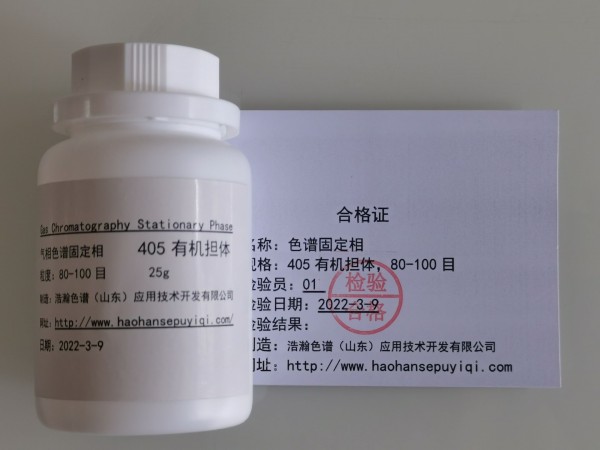 Gas Chromatography Stationary Phase
气相色谱固定相 405 有机担体
粒度：80-100 目 25g
制造：浩瀚色谱（山东）应用技术开发有限公司
网址：http://www.haohansepuyiqi.com/
日期：2022-3-9
合格证
名称：色谱固定相
规格：405 有机担体，80-100 目
检验员：01
检验日期：2022-3-9
检验结果：
检验
合格
制造：浩瀚色谱（山东）应用技术开发有限公司
网址：http://www.haohansepuyiqi.com/